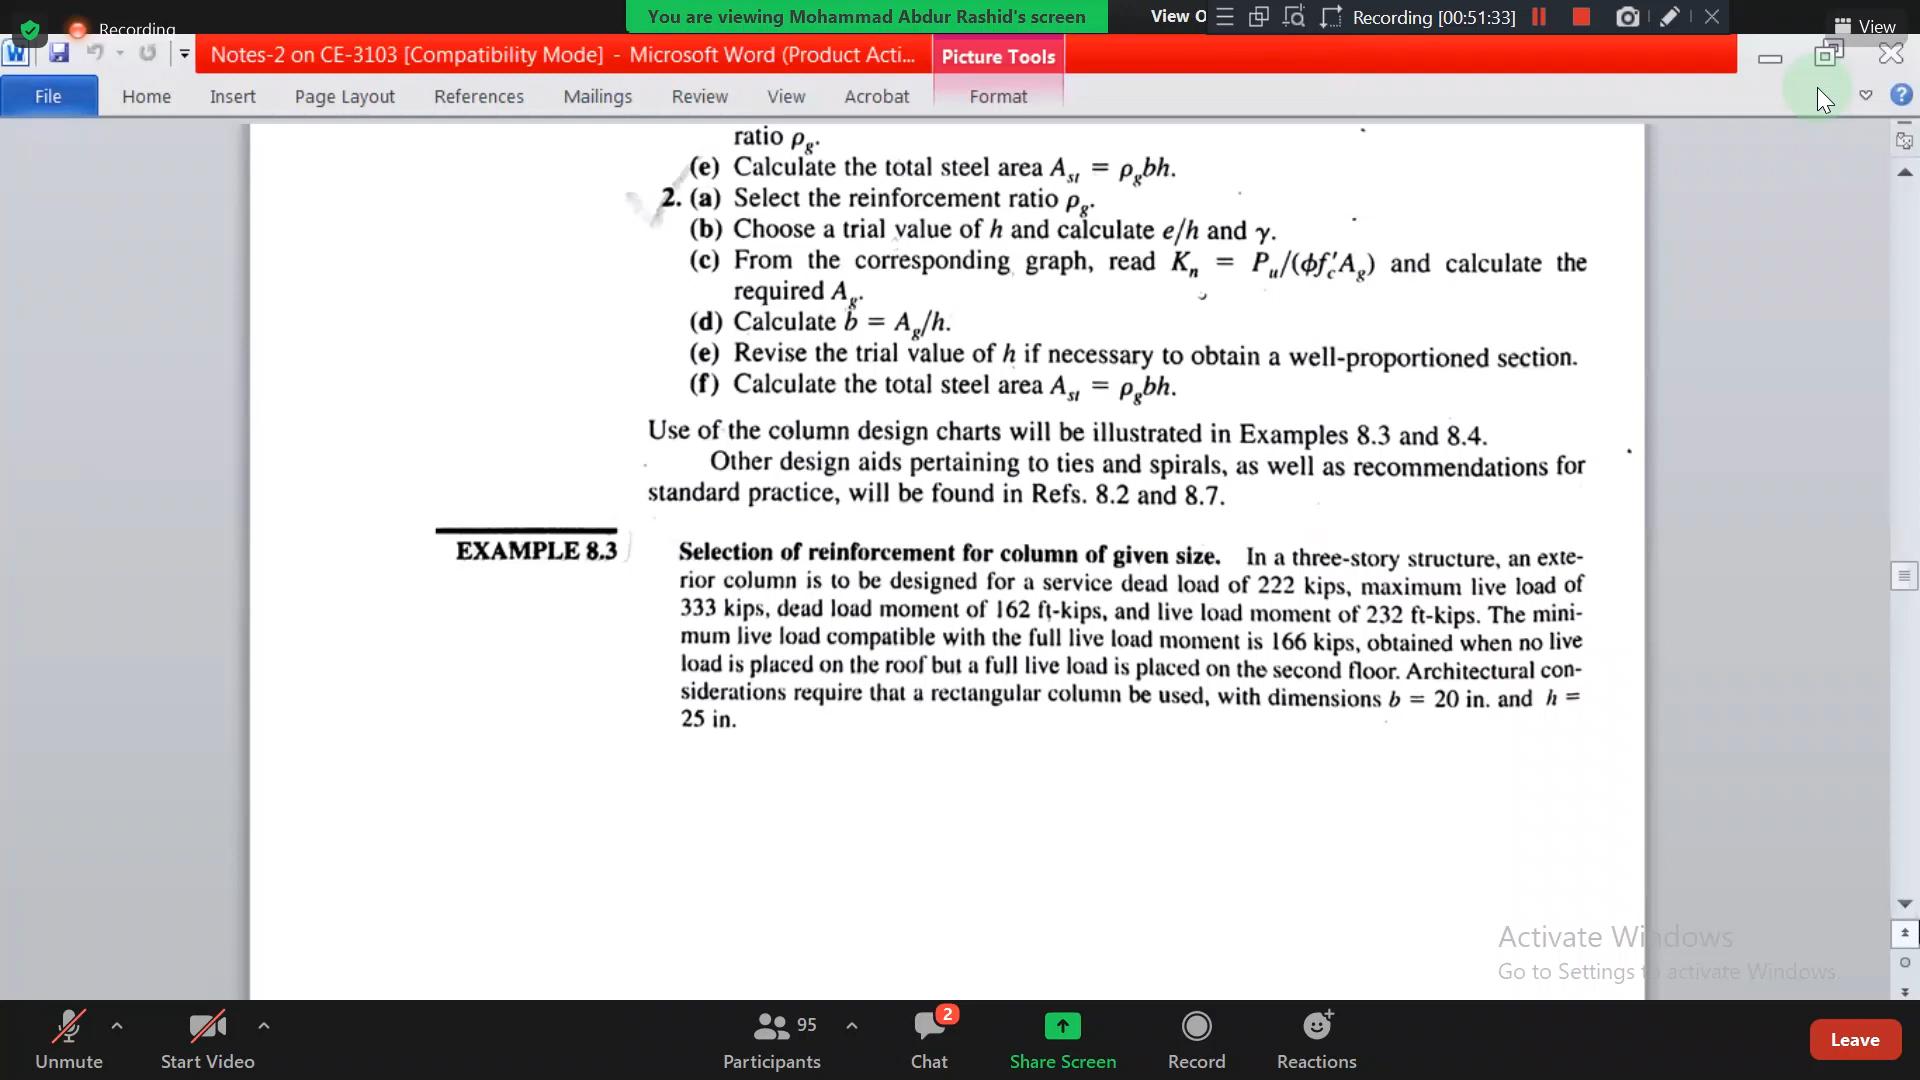 Recording
You are viewing Mohammad Abdur Rashid's screen
View O
Recording [00:51:33]
View
Notes-2 on CE-3103 [Compatibility Mode] - Microsoft Word (Product Acti...
Picture Tools
File
Home
Insert
Page Layout
References
Mailings
Review
View
Acrobat
Format
ratio ρg.
(e) Calculate the total steel area Ast = ρgbh.
2. (a) Select the reinforcement ratio ρg.
(b) Choose a trial value of h and calculate e/h and γ.
(c) From the corresponding graph, read Kn = Pu/(ϕfc′Ag) and calculate the
required Ag.
(d) Calculate b = Ag/h.
(e) Revise the trial value of h if necessary to obtain a well-proportioned section.
(f) Calculate the total steel area Ast = ρgbh.
Use of the column design charts will be illustrated in Examples 8.3 and 8.4.
Other design aids pertaining to ties and spirals, as well as recommendations for
standard practice, will be found in Refs. 8.2 and 8.7.
EXAMPLE 8.3
Selection of reinforcement for column of given size. In a three-story structure, an exte-
rior column is to be designed for a service dead load of 222 kips, maximum live load of
333 kips, dead load moment of 162 ft-kips, and live load moment of 232 ft-kips. The mini-
mum live load compatible with the full live load moment is 166 kips, obtained when no live
load is placed on the roof but a full live load is placed on the second floor. Architectural con-
siderations require that a rectangular column be used, with dimensions b = 20 in. and h =
25 in.
Activate Windows
Go to Settings to activate Windows.
Unmute
Start Video
95
Participants
2
Chat
Share Screen
Record
Reactions
Leave